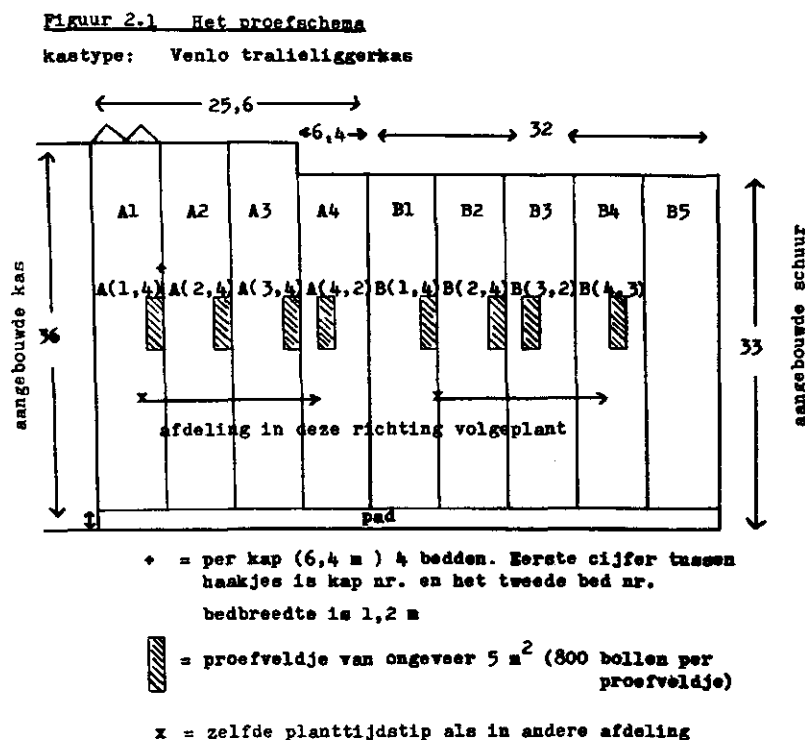 Figuur 2.1 Het proefschema
kastype: Venlo tralieliggerkas
25,6
6,4 32
A1 A2 A3 A4 B1 B2 B3 B4 B5
+
A(1,4) A(2,4) A(3,4) A(4,2) B(1,4) B(2,4) B(3,2) B(4,3)
aangebouwde kas
36
33
aangebouwde schuur
x x
afdeling in deze richting volgeplant
pad
+ = per kap (6,4 m ) 4 bedden. Eerste cijfer tussen
haakjes is kap nr. en het tweede bed nr.
bedbreedte is 1,2 m
= proefveldje van ongeveer 5 m² (800 bollen per
proefveldje)
x = zelfde planttijdstip als in andere afdeling